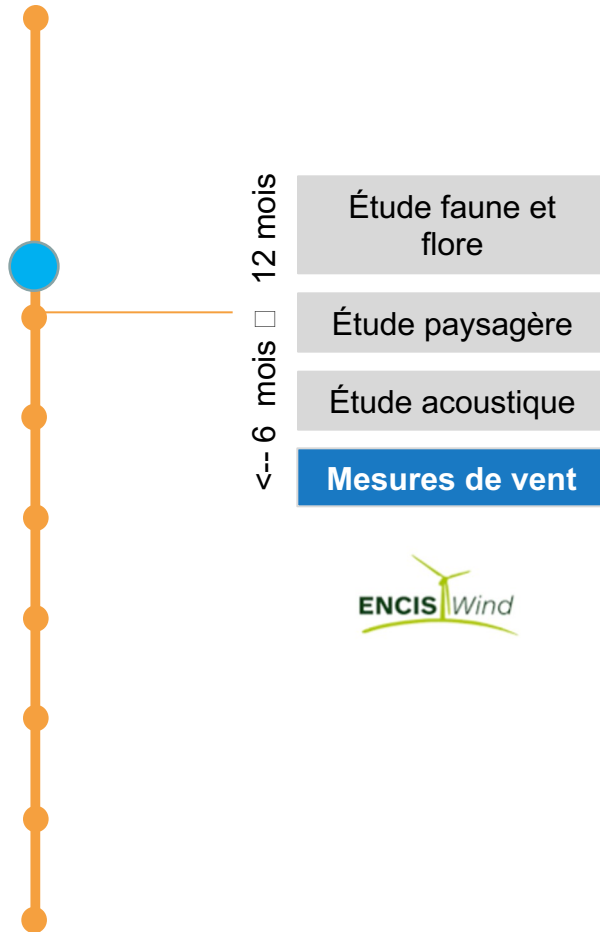 <-- 6 mois □ 12 mois
Étude faune et
flore
Étude paysagère
Étude acoustique
Mesures de vent
ENCIS Wind